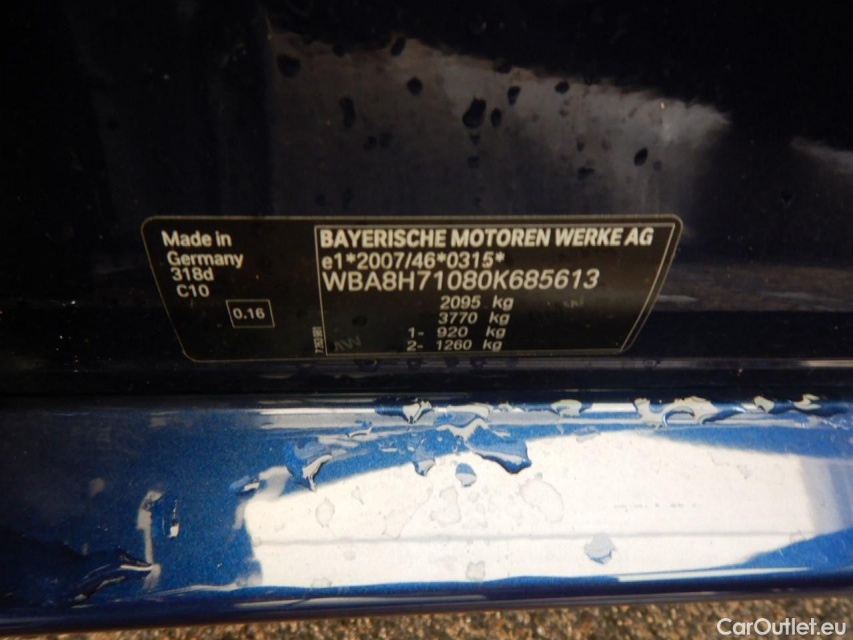 Made in
Germany
318d
C10
0.16
BAYERISCHE MOTOREN WERKE AG
e1*2007/46*0315*
WBA8H71080K685613
2095 kg
3770 kg
1- 920 kg
2- 1260 kg
CarOutlet.eu